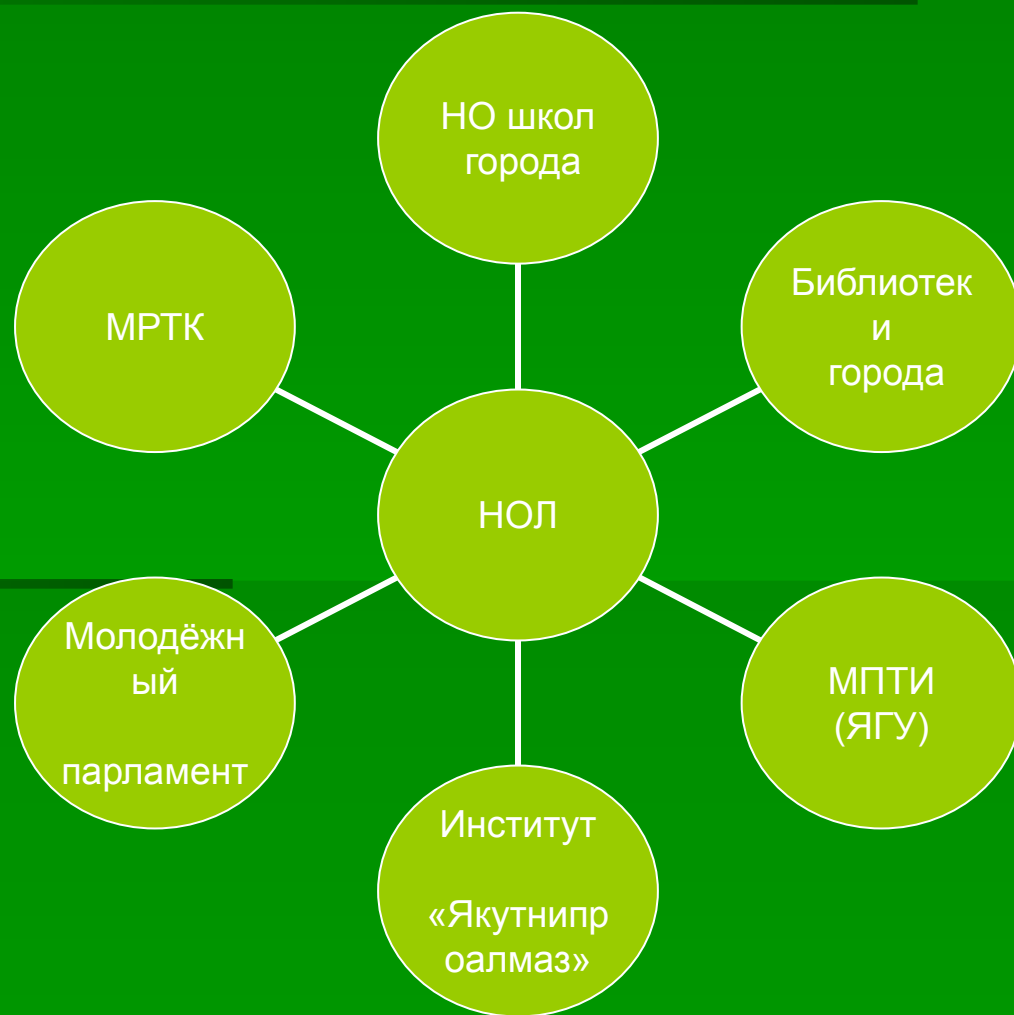 НО школ
города
Библиотек
и
города
МРТК
НОЛ
Молодёжн
ый
парламент
МПТИ
(ЯГУ)
Институт
«Якутнипр
оалмаз»